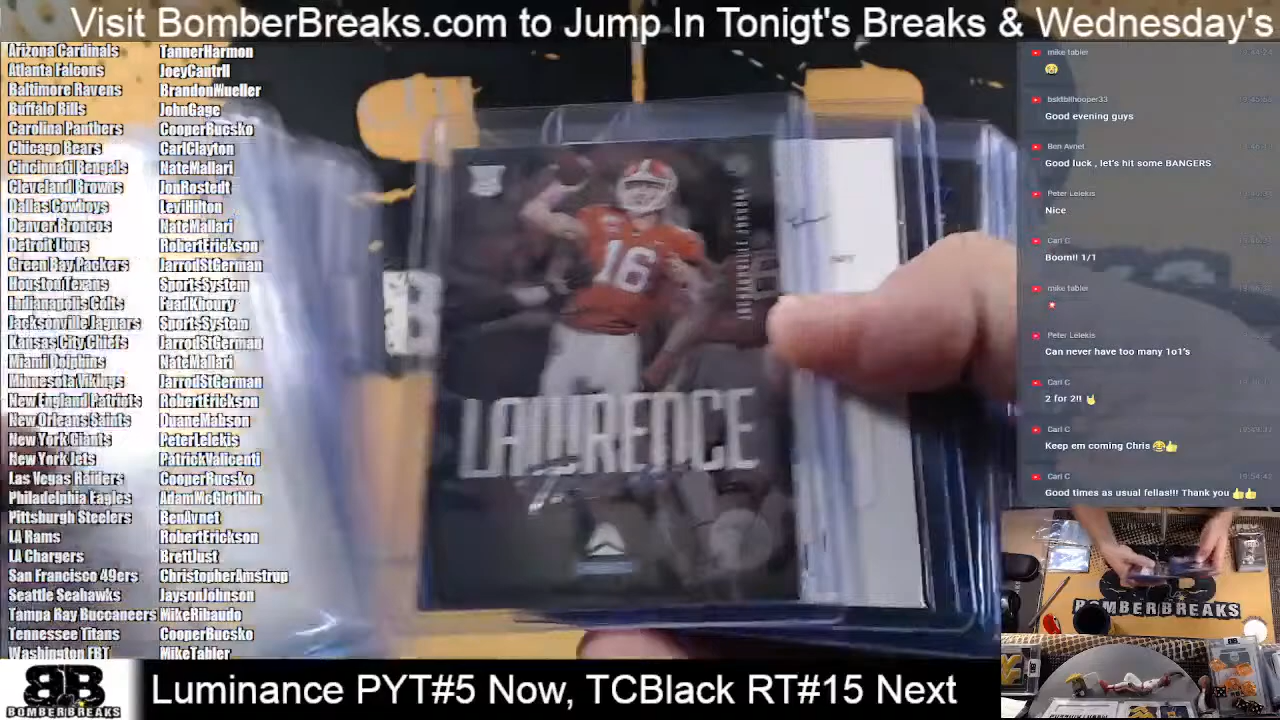 Visit BomberBreaks.com to Jump In Tonigt's Breaks & Wednesday's
Arizona Cardinals TannerHarmon
Atlanta Falcons JoeyCantrll
Baltimore Ravens BrandonMueller
Buffalo Bills JohnGage
Carolina Panthers CooperBucsko
Chicago Bears CarlClayton
Cincinnati Bengals NateMallari
Cleveland Browns JonRostedt
Dallas Cowboys LeviHilton
Denver Broncos NateMallari
Detroit Lions RobertErickson
Green Bay Packers JarrodStGerman
Houston Texans SportsSystem
Indianapolis Colts FaadKhoury
Jacksonville Jaguars SportsSystem
Kansas City Chiefs JarrodStGerman
Miami Dolphins NateMallari
Minnesota Vikings JarrodStGerman
New England Patriots RobertErickson
New Orleans Saints DuaneMabson
New York Giants PeterLelekis
New York Jets PatrickValicenti
Las Vegas Raiders CooperBucsko
Philadelphia Eagles AdamMcGlothlin
Pittsburgh Steelers BenAvnet
LA Rams RobertErickson
LA Chargers BrettJust
San Francisco 49ers ChristopherAmstrup
Seattle Seahawks JaysonJohnson
Tampa Bay Buccaneers MikeRibaudo
Tennessee Titans CooperBucsko
Washington FBT MikeTabler
16
LAWRENCE
mike tabler
bsktbllhooper33
Good evening guys
Ben Avnet
Good luck , let's hit some BANGERS
Peter Lelekis
Nice
Carl C
Boom!! 1/1
mike tabler
Peter Lelekis
Can never have too many 1o1's
Carl C
2 for 2!! 🤘
Carl C
Keep em coming Chris 😂👍
Carl C
Good times as usual fellas!!! Thank you 👍👍
BOMBERBREAKS
BB
BOMBERBREAKS
Luminance PYT#5 Now, TCBlack RT#15 Next